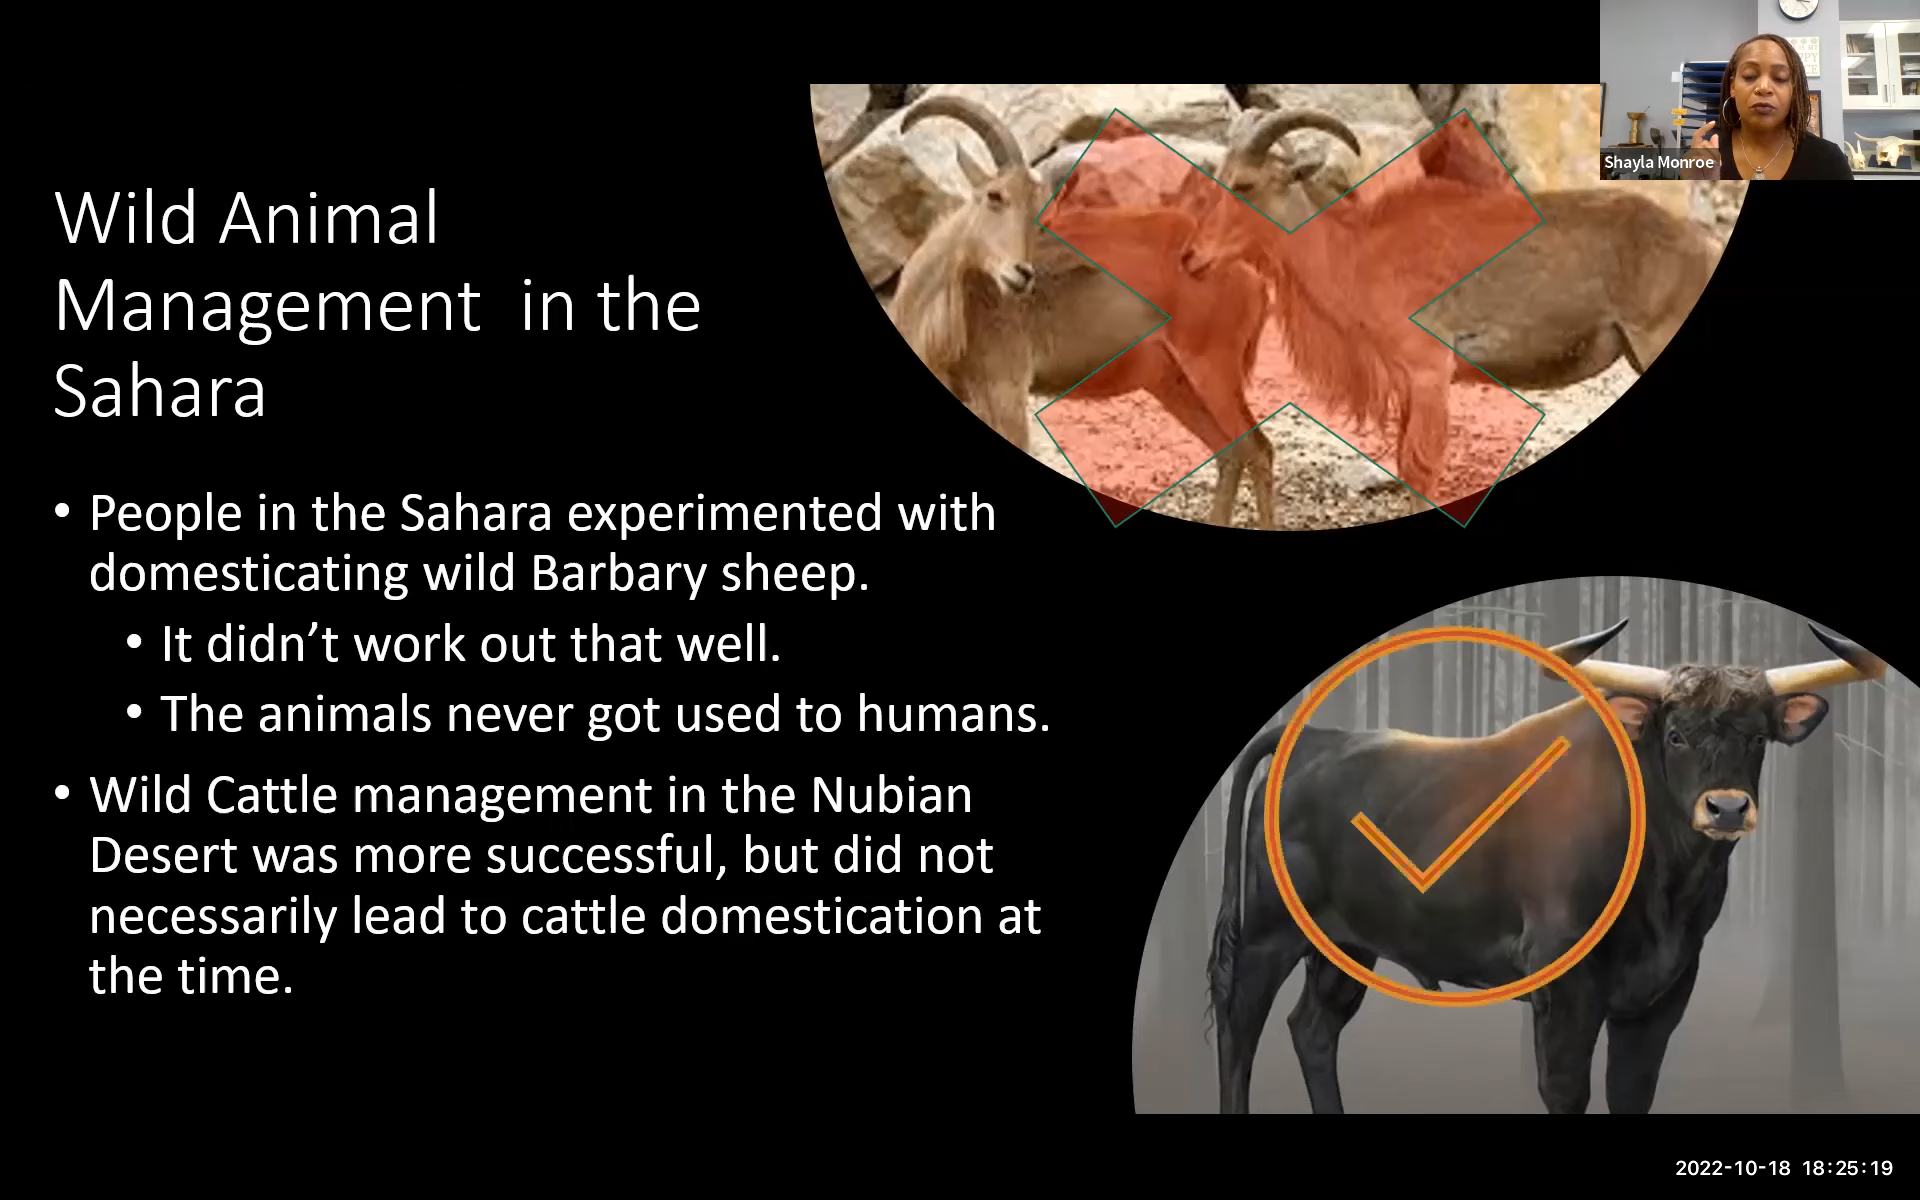 Wild Animal
Management  in the
Sahara
• People in the Sahara experimented with
domesticating wild Barbary sheep.
• It didn’t work out that well.
• The animals never got used to humans.
• Wild Cattle management in the Nubian
Desert was more successful, but did not
necessarily lead to cattle domestication at
the time.
Shayla Monroe
2022-10-18 18:25:19